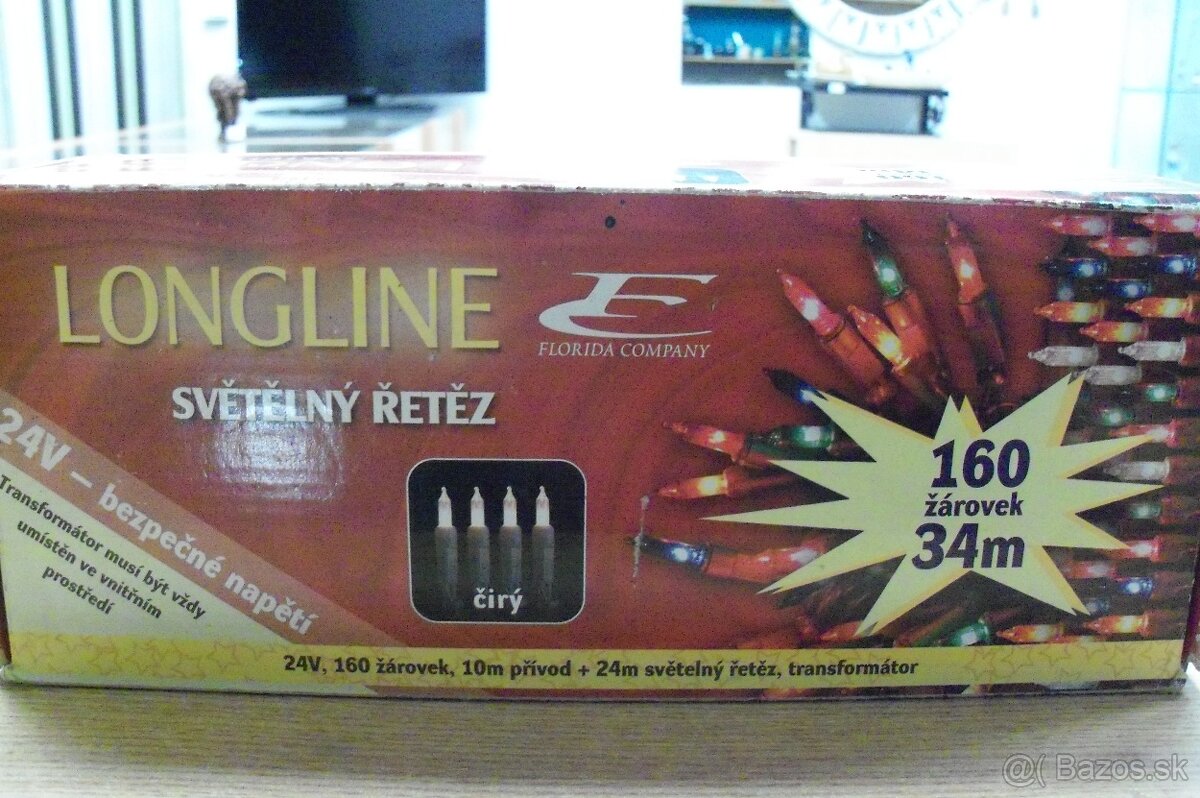 LONGLINE
FLORIDA COMPANY
SVĚTĚLNÝ ŘETĚZ
24V – bezpečné napětí
Transformátor musí být vždy
umístěn ve vnitřním
prostředí
čirý
160
žárovek
34m
24V, 160 žárovek, 10m přívod + 24m světelný řetěz, transformátor
@( Bazos.sk